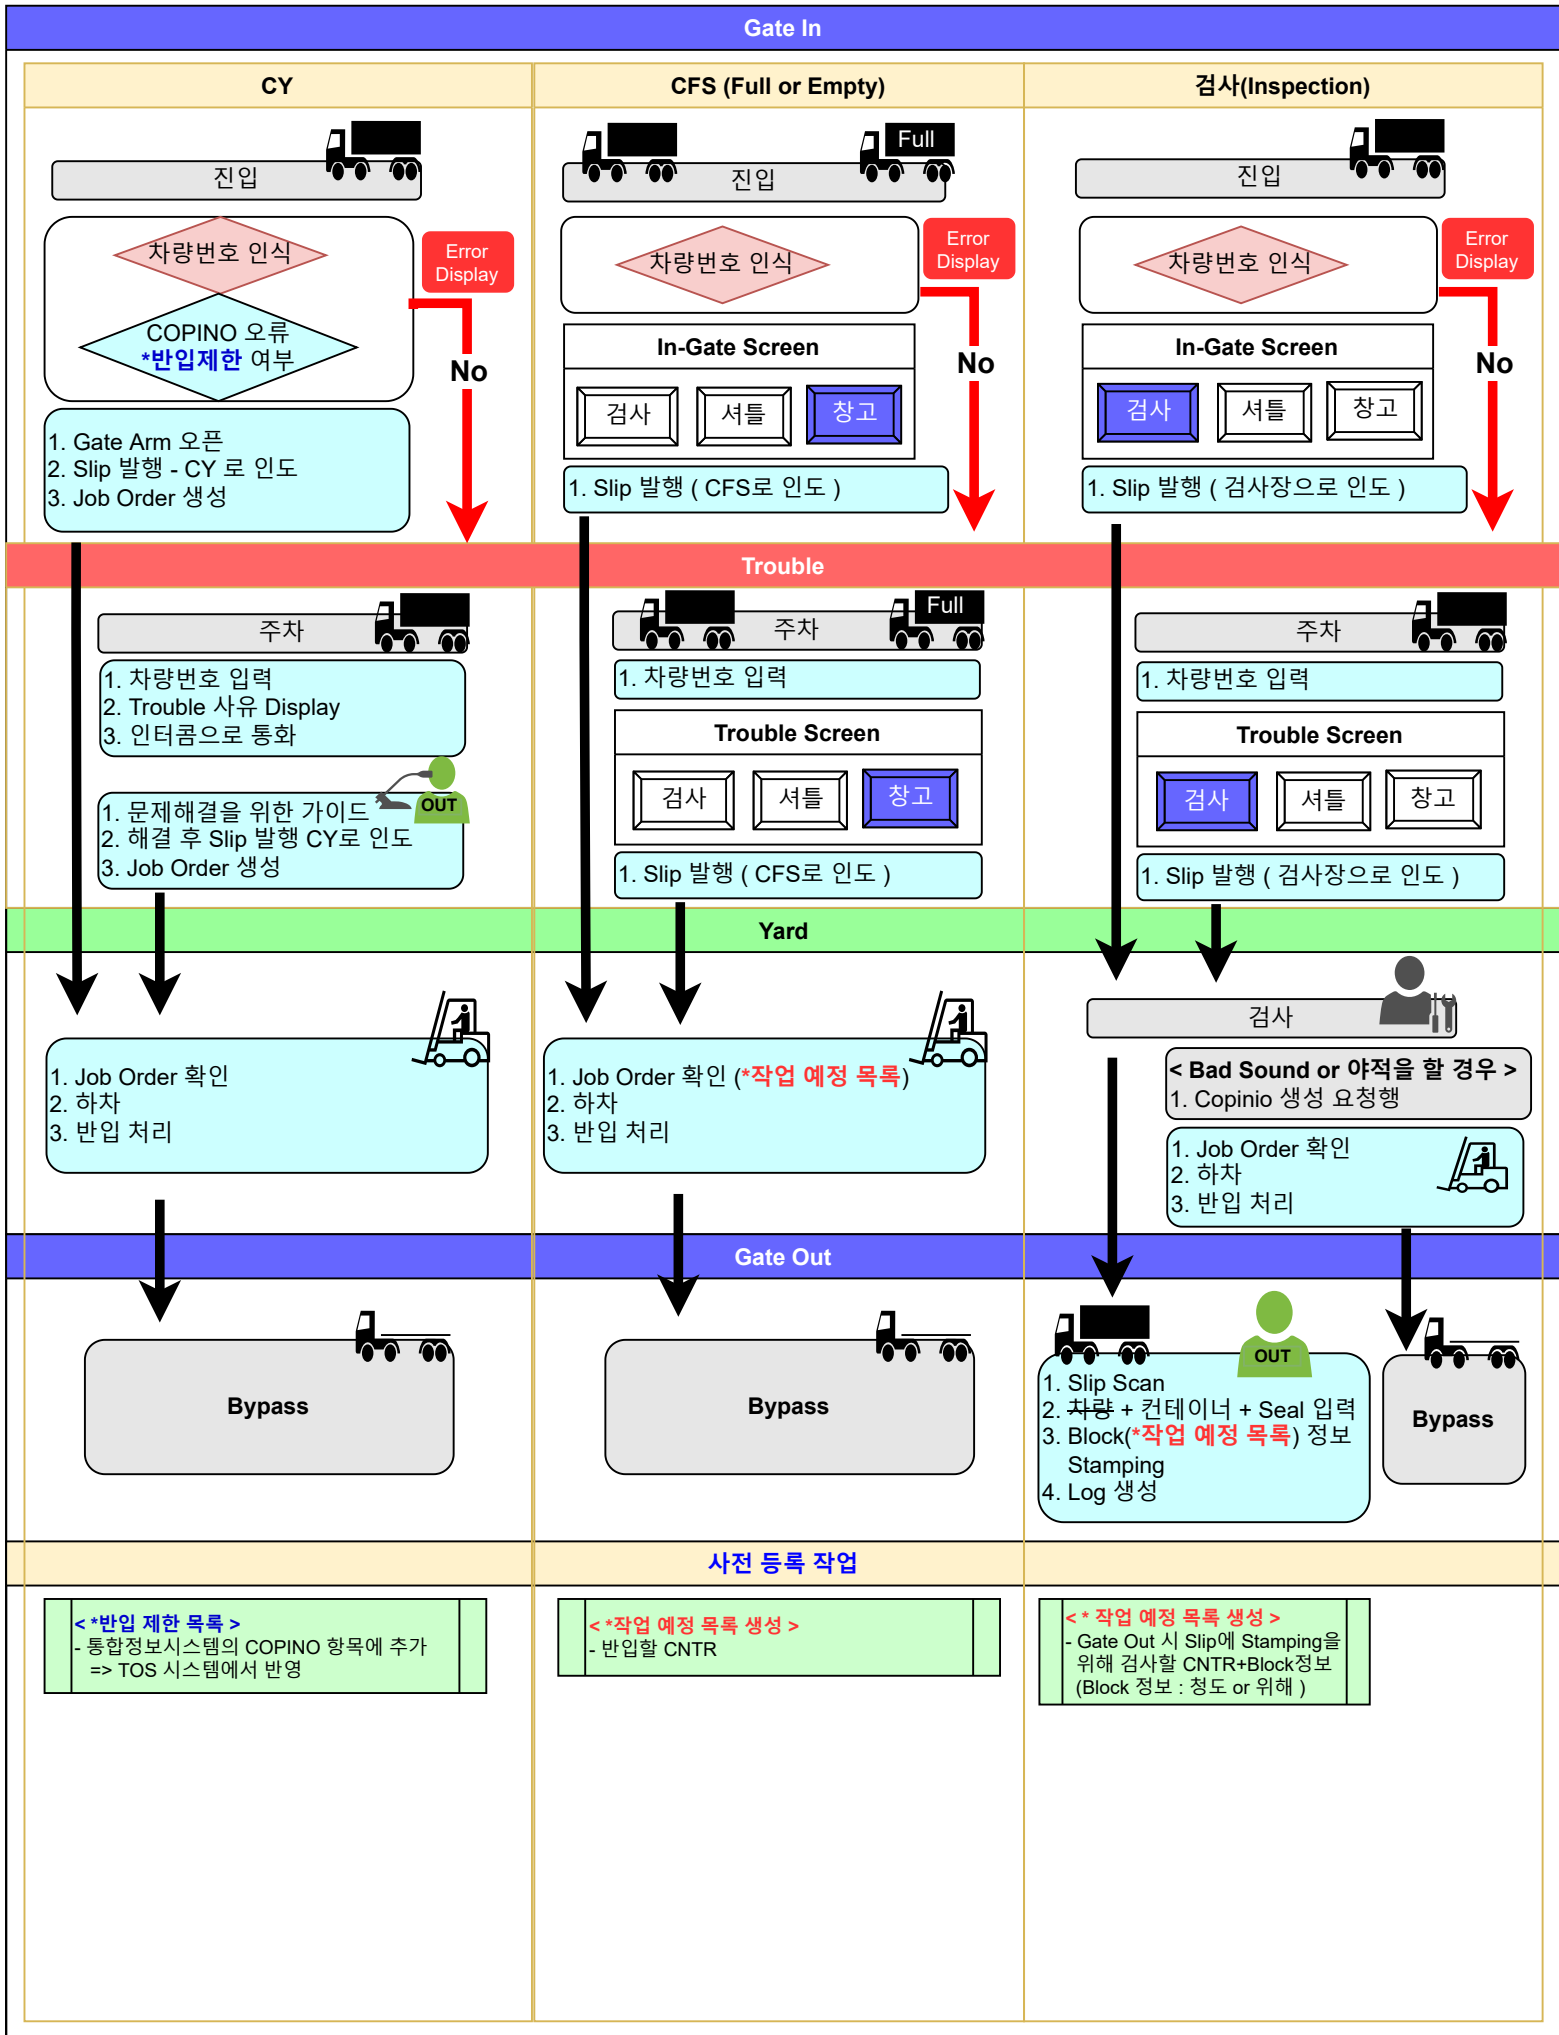 Gate In
CY
CFS (Full or Empty)
검사(Inspection)
진입
차량번호 인식
COPINO 오류
*반입제한 여부
Error
Display
No
1. Gate Arm 오픈
2. Slip 발행 - CY 로 인도
3. Job Order 생성
Full
진입
차량번호 인식
Error
Display
No
In-Gate Screen
검사 셔틀 창고
1. Slip 발행 ( CFS로 인도 )
진입
차량번호 인식
Error
Display
No
In-Gate Screen
검사 셔틀 창고
1. Slip 발행 ( 검사장으로 인도 )
Trouble
주차
1. 차량번호 입력
2. Trouble 사유 Display
3. 인터콤으로 통화
OUT
1. 문제해결을 위한 가이드
2. 해결 후 Slip 발행 CY로 인도
3. Job Order 생성
Full
주차
1. 차량번호 입력
Trouble Screen
검사 셔틀 창고
1. Slip 발행 ( CFS로 인도 )
주차
1. 차량번호 입력
Trouble Screen
검사 셔틀 창고
1. Slip 발행 ( 검사장으로 인도 )
Yard
1. Job Order 확인
2. 하차
3. 반입 처리
1. Job Order 확인 (*작업 예정 목록)
2. 하차
3. 반입 처리
검사
< Bad Sound or 야적을 할 경우 >
1. Copinio 생성 요청행
1. Job Order 확인
2. 하차
3. 반입 처리
Gate Out
Bypass
Bypass
OUT
1. Slip Scan
2. 차량 + 컨테이너 + Seal 입력
3. Block(*작업 예정 목록) 정보
Stamping
4. Log 생성
Bypass
사전 등록 작업
< *반입 제한 목록 >
- 통합정보시스템의 COPINO 항목에 추가
=> TOS 시스템에서 반영
< *작업 예정 목록 생성 >
- 반입할 CNTR
< * 작업 예정 목록 생성 >
- Gate Out 시 Slip에 Stamping을
위해 검사할 CNTR+Block정보
(Block 정보 : 청도 or 위해 )